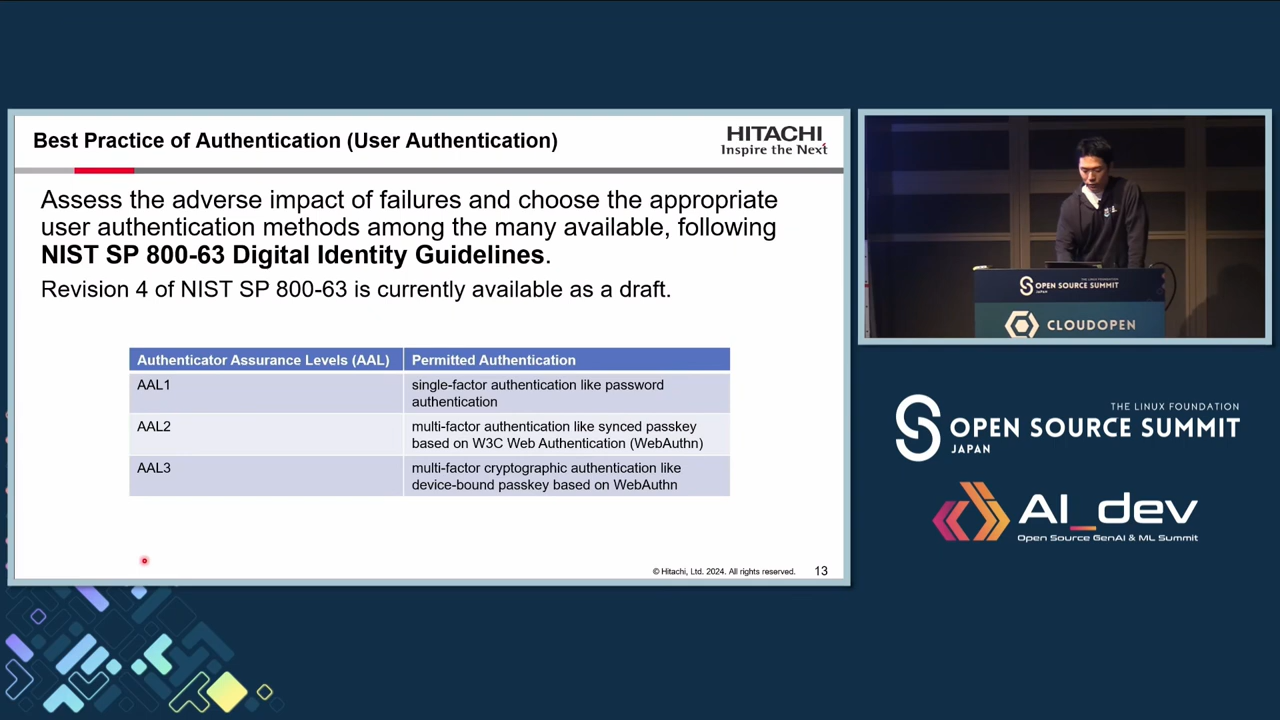 Best Practice of Authentication (User Authentication)
HITACHI
Inspire the Next
Assess the adverse impact of failures and choose the appropriate
user authentication methods among the many available, following
NIST SP 800-63 Digital Identity Guidelines.
Revision 4 of NIST SP 800-63 is currently available as a draft.
Authenticator Assurance Levels (AAL) Permitted Authentication
AAL1 single-factor authentication like password
authentication
AAL2 multi-factor authentication like synced passkey
based on W3C Web Authentication (WebAuthn)
AAL3 multi-factor cryptographic authentication like
device-bound passkey based on WebAuthn
© Hitachi, Ltd. 2024. All rights reserved. 13
THE LINUX FOUNDATION
OPEN SOURCE SUMMIT
JAPAN
CLOUDOPEN
THE LINUX FOUNDATION
OPEN SOURCE SUMMIT
JAPAN
AI_dev
Open Source GenAI & ML Summit